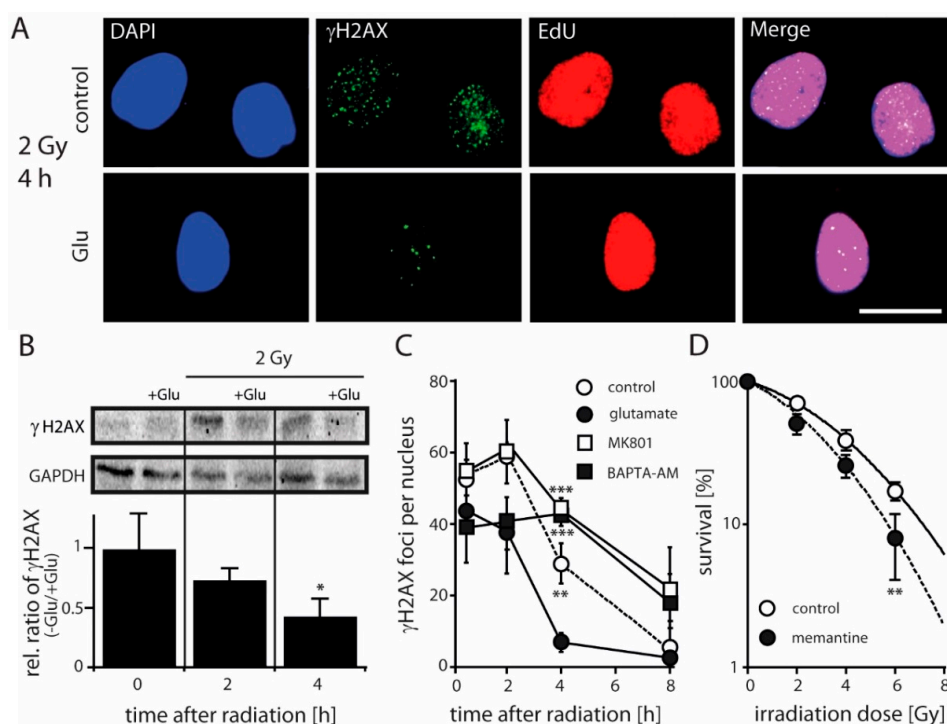 A
DAPI
γH2AX
EdU
Merge
control
2 Gy
4 h
Glu
B
2 Gy
+Glu +Glu +Glu
γ H2AX
GAPDH
rel. ratio of γH2AX
(-Glu/+Glu)
1
0.5
0
*
0 2 4
time after radiation [h]
C
γH2AX foci per nucleus
80
60
40
20
0
control
glutamate
MK801
BAPTA-AM
***
***
**
0 2 4 6 8
time after radiation [h]
D
survival [%]
100
10
1
**
control
memantine
0 2 4 6 8
irradiation dose [Gy]